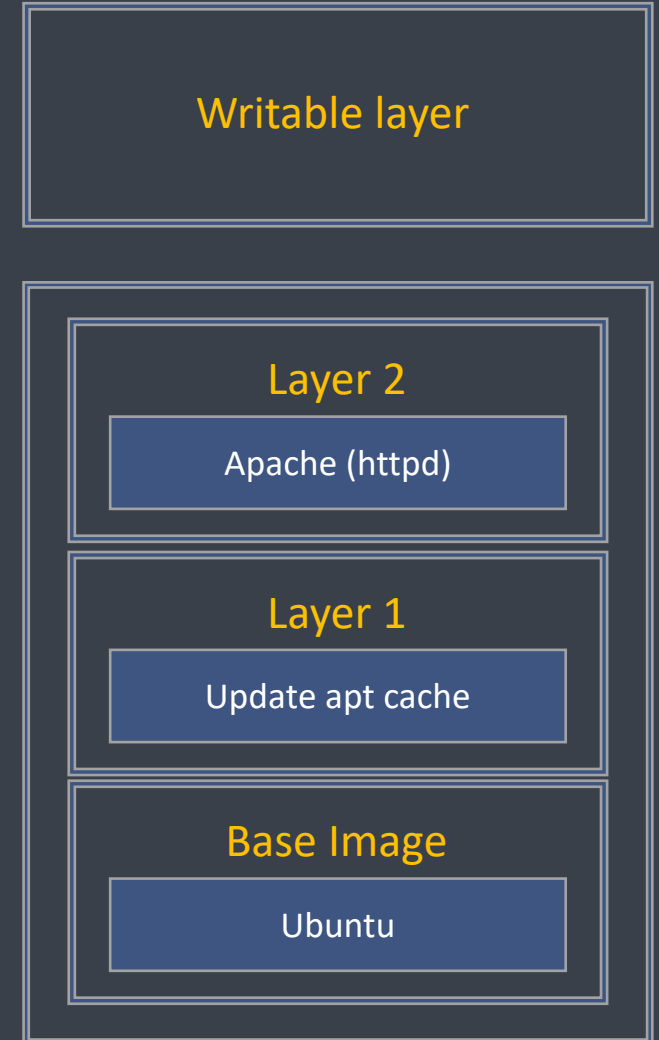 Writable layer
Layer 2
Apache (httpd)
Layer 1
Update apt cache
Base Image
Ubuntu